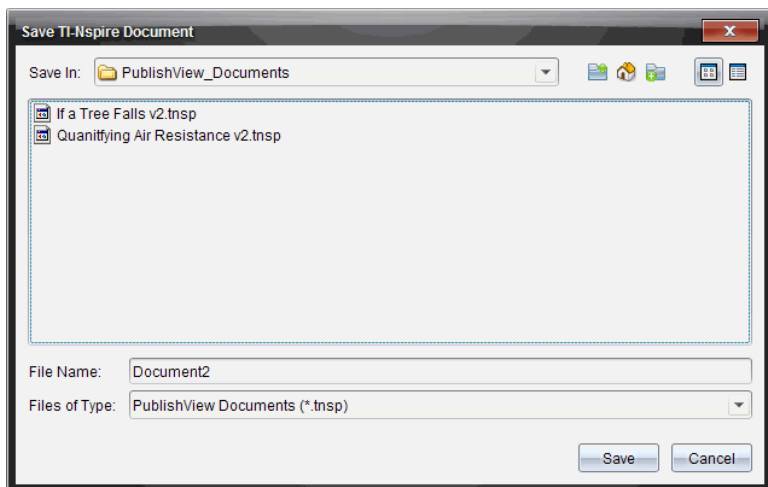 Save TI-Nspire Document
Save In: PublishView_Documents
If a Tree Falls v2.tnsp
Quanitfying Air Resistance v2.tnsp
File Name: Document2
Files of Type: PublishView Documents (*.tnsp)
Save Cancel